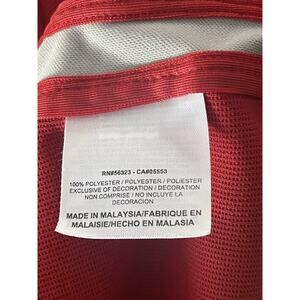 RN#56323 - CA#05553
100% POLYESTER / POLYESTER / POLYESTER
EXCLUSIVE OF DECORATION / DECORATION
NON COMPRISE / NO INCLUYE LA
DECORACION
MADE IN MALAYSIA/FABRIQUE EN
MALAISIE/HECHO EN MALASIA